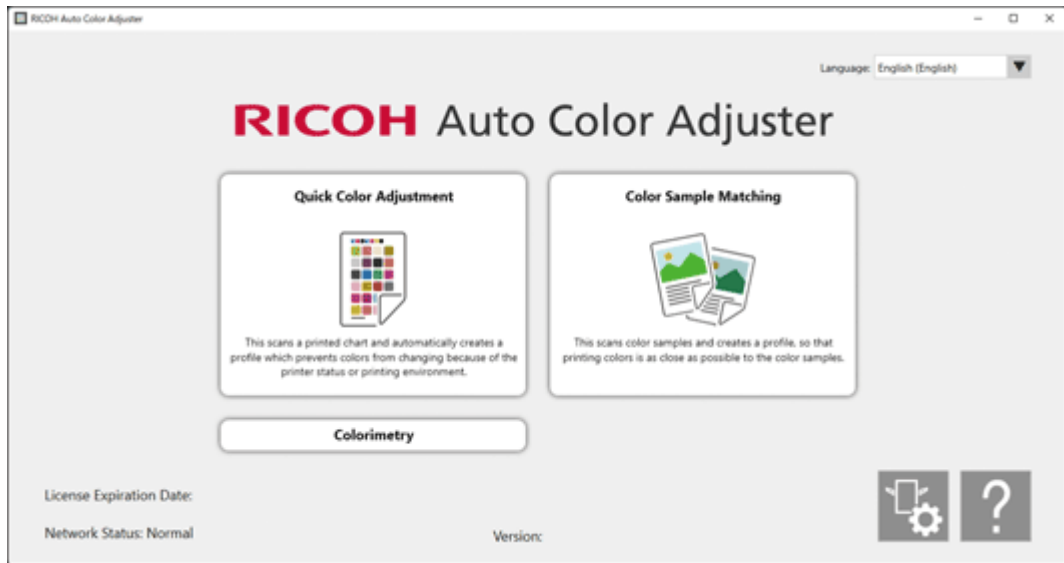 RICOH Auto Color Adjuster
Language: English (English)
RICOH Auto Color Adjuster
Quick Color Adjustment
This scans a printed chart and automatically creates a
profile which prevents colors from changing because of the
printer status or printing environment.
Color Sample Matching
This scans color samples and creates a profile, so that
printing colors is as close as possible to the color samples.
Colorimetry
License Expiration Date:
Network Status: Normal
Version:
?